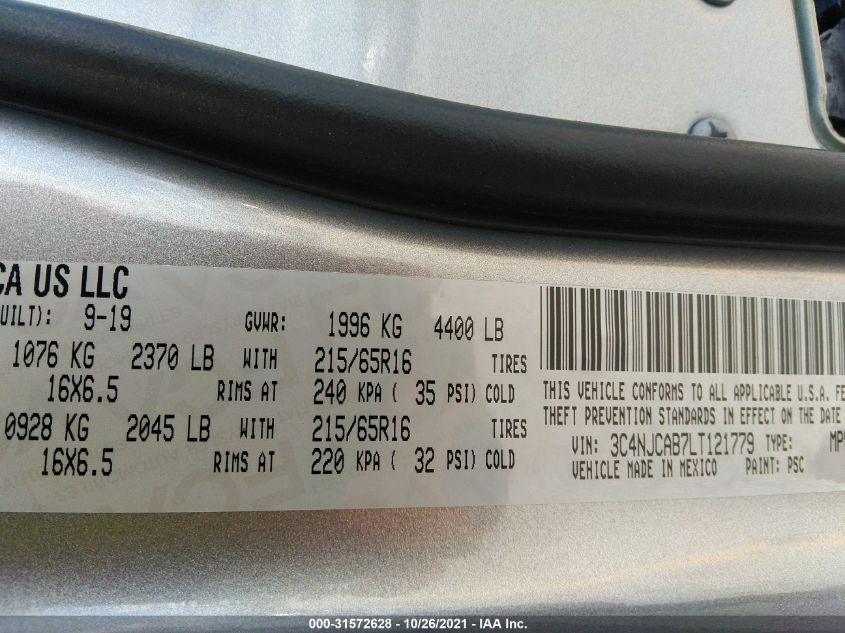 CA US LLC
UILT): 9-19 GVWR: 1996 KG 4400 LB
1076 KG 2370 LB WITH 215/65R16 TIRES
16X6.5 RIMS AT 240 KPA ( 35 PSI) COLD
0928 KG 2045 LB WITH 215/65R16 TIRES
16X6.5 RIMS AT 220 KPA ( 32 PSI) COLD
THIS VEHICLE CONFORMS TO ALL APPLICABLE U.S.A. FE
THEFT PREVENTION STANDARDS IN EFFECT ON THE DATE
VIN: 3C4NJCAB7LT121779 TYPE: MP
VEHICLE MADE IN MEXICO PAINT: PSC
000-31572628 - 10/26/2021 - IAA Inc.